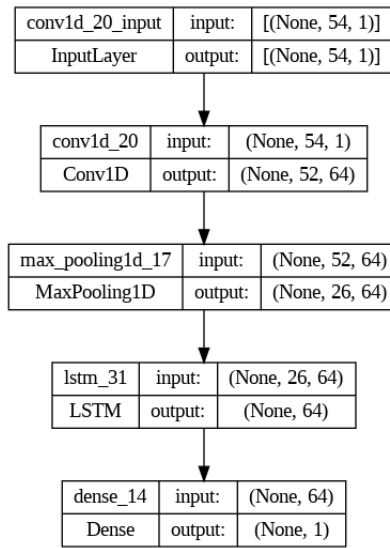 conv1d_20_input input: [(None, 54, 1)]
InputLayer output: [(None, 54, 1)]
conv1d_20 input: (None, 54, 1)
Conv1D output: (None, 52, 64)
max_pooling1d_17 input: (None, 52, 64)
MaxPooling1D output: (None, 26, 64)
lstm_31 input: (None, 26, 64)
LSTM output: (None, 64)
dense_14 input: (None, 64)
Dense output: (None, 1)